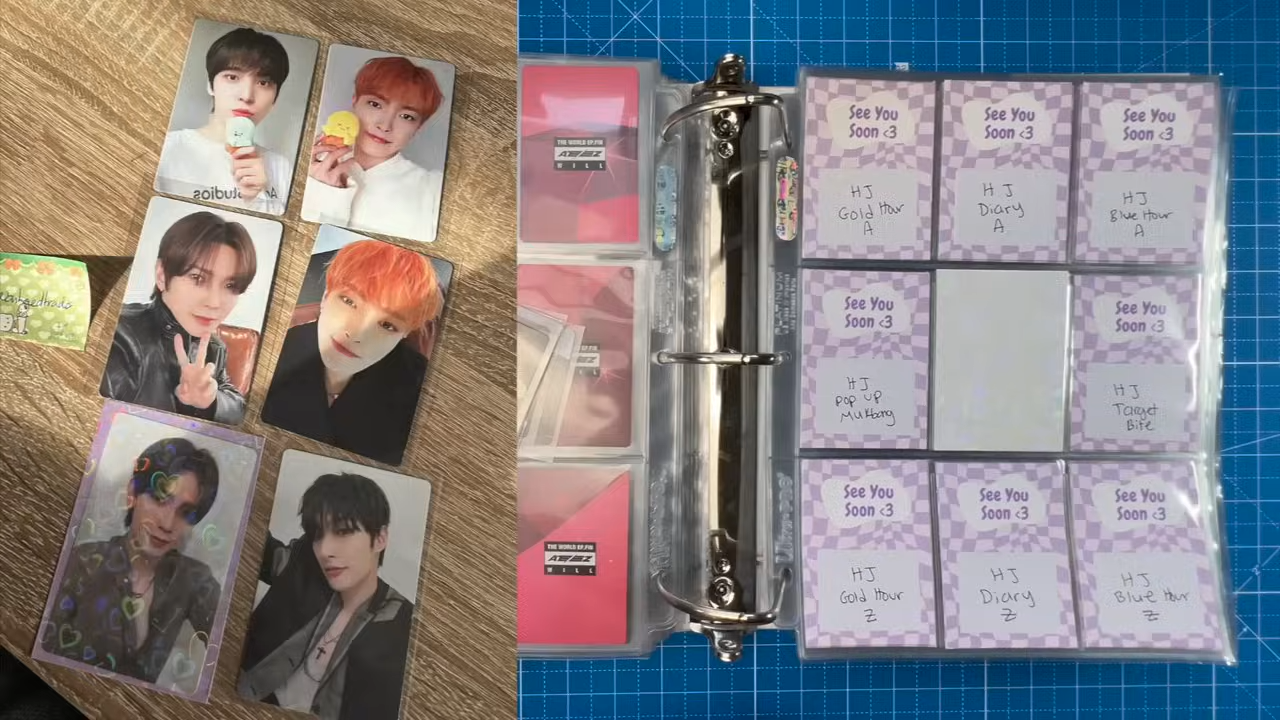 THE WORLD EP.FIN
ATEEZ
WILL
THE WORLD EP.FIN
ATEEZ
WILL
See You
Soon <3
HJ
Gold Hour
A
See You
Soon <3
HJ
Diary
A
See You
Soon <3
HJ
Blue Hour
A
See You
Soon <3
HJ
POP UP
Mukbang
See You
Soon <3
HJ
Target
Bite
See You
Soon <3
HJ
Gold Hour
Z
See You
Soon <3
HJ
Diary
Z
See You
Soon <3
HJ
Blue Hour
Z